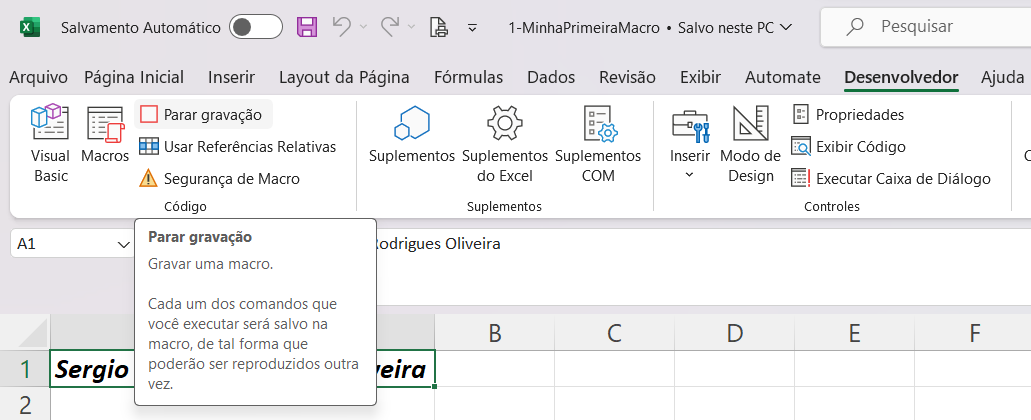 Salvamento Automático
1-MinhaPrimeiraMacro • Salvo neste PC
Pesquisar
Arquivo Página Inicial Inserir Layout da Página Fórmulas Dados Revisão Exibir Automate Desenvolvedor Ajuda
Visual
Basic
Macros
Parar gravação
Usar Referências Relativas
Segurança de Macro
Código
Suplementos
Suplementos
do Excel
Suplementos
COM
Suplementos
Inserir
Modo de
Design
Propriedades
Exibir Código
Executar Caixa de Diálogo
Controles
A1
Rodrigues Oliveira
Parar gravação
Gravar uma macro.
Cada um dos comandos que
você executar será salvo na
macro, de tal forma que
poderão ser reproduzidos outra
vez.
B C D E F
1 Sergio veira
2